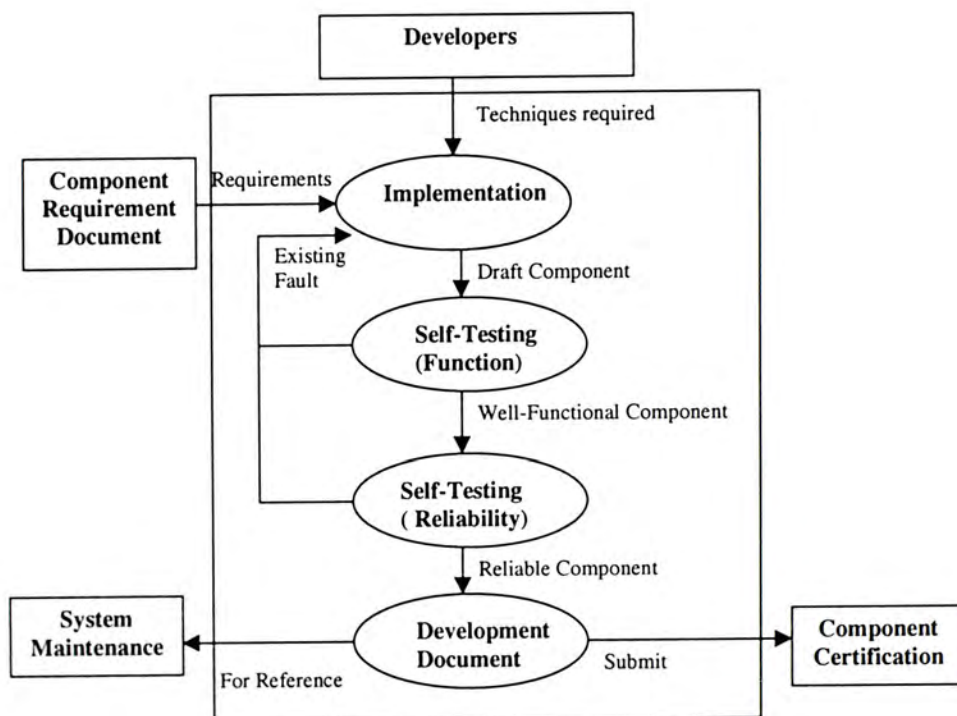 Developers
Techniques required
Component
Requirement
Document
Requirements
Implementation
Existing
Fault
Draft Component
Self-Testing
(Function)
Well-Functional Component
Self-Testing
( Reliability)
Reliable Component
System
Maintenance
Development
Document
Component
Certification
For Reference
Submit